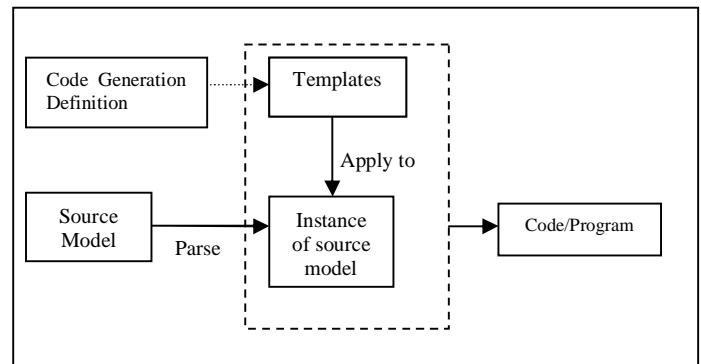 Code Generation
Definition
Templates
Apply to
Source
Model
Parse
Instance
of source
model
Code/Program